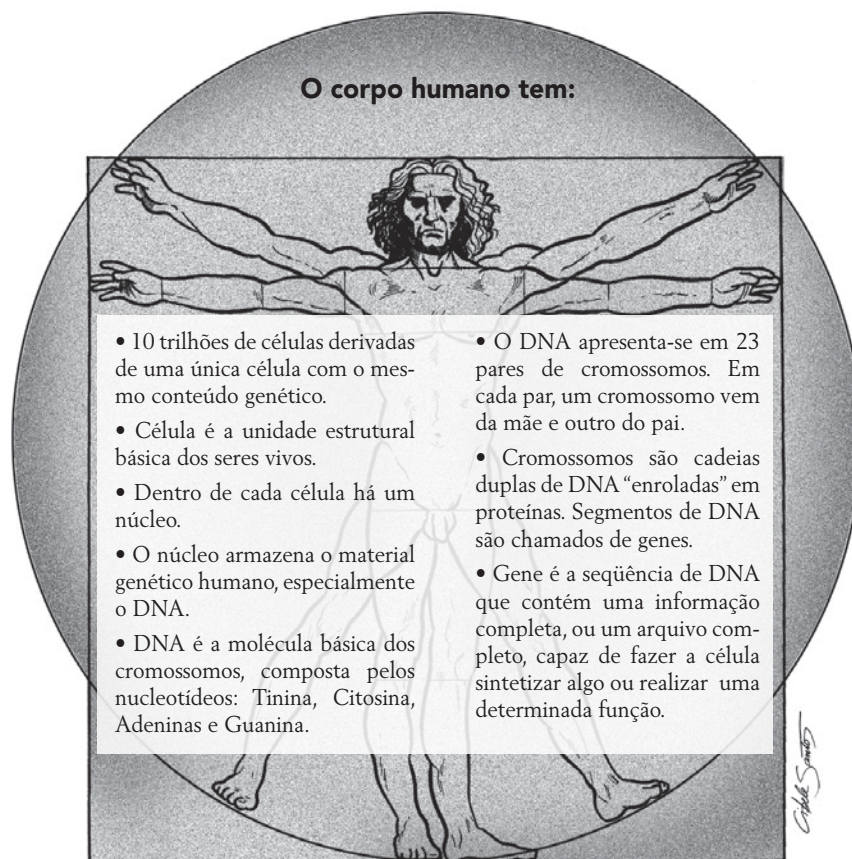 O corpo humano tem:
• 10 trilhões de células derivadas
de uma única célula com o mes-
mo conteúdo genético.
• Célula é a unidade estrutural
básica dos seres vivos.
• Dentro de cada célula há um
núcleo.
• O núcleo armazena o material
genético humano, especialmente
o DNA.
• DNA é a molécula básica dos
cromossomos, composta pelos
nucleotídeos: Tinina, Citosina,
Adeninas e Guanina.
• O DNA apresenta-se em 23
pares de cromossomos. Em
cada par, um cromossomo vem
da mãe e outro do pai.
• Cromossomos são cadeias
duplas de DNA “enroladas” em
proteínas. Segmentos de DNA
são chamados de genes.
• Gene é a seqüência de DNA
que contém uma informação
completa, ou um arquivo com-
pleto, capaz de fazer a célula
sintetizar algo ou realizar uma
determinada função.
Cibele Santos